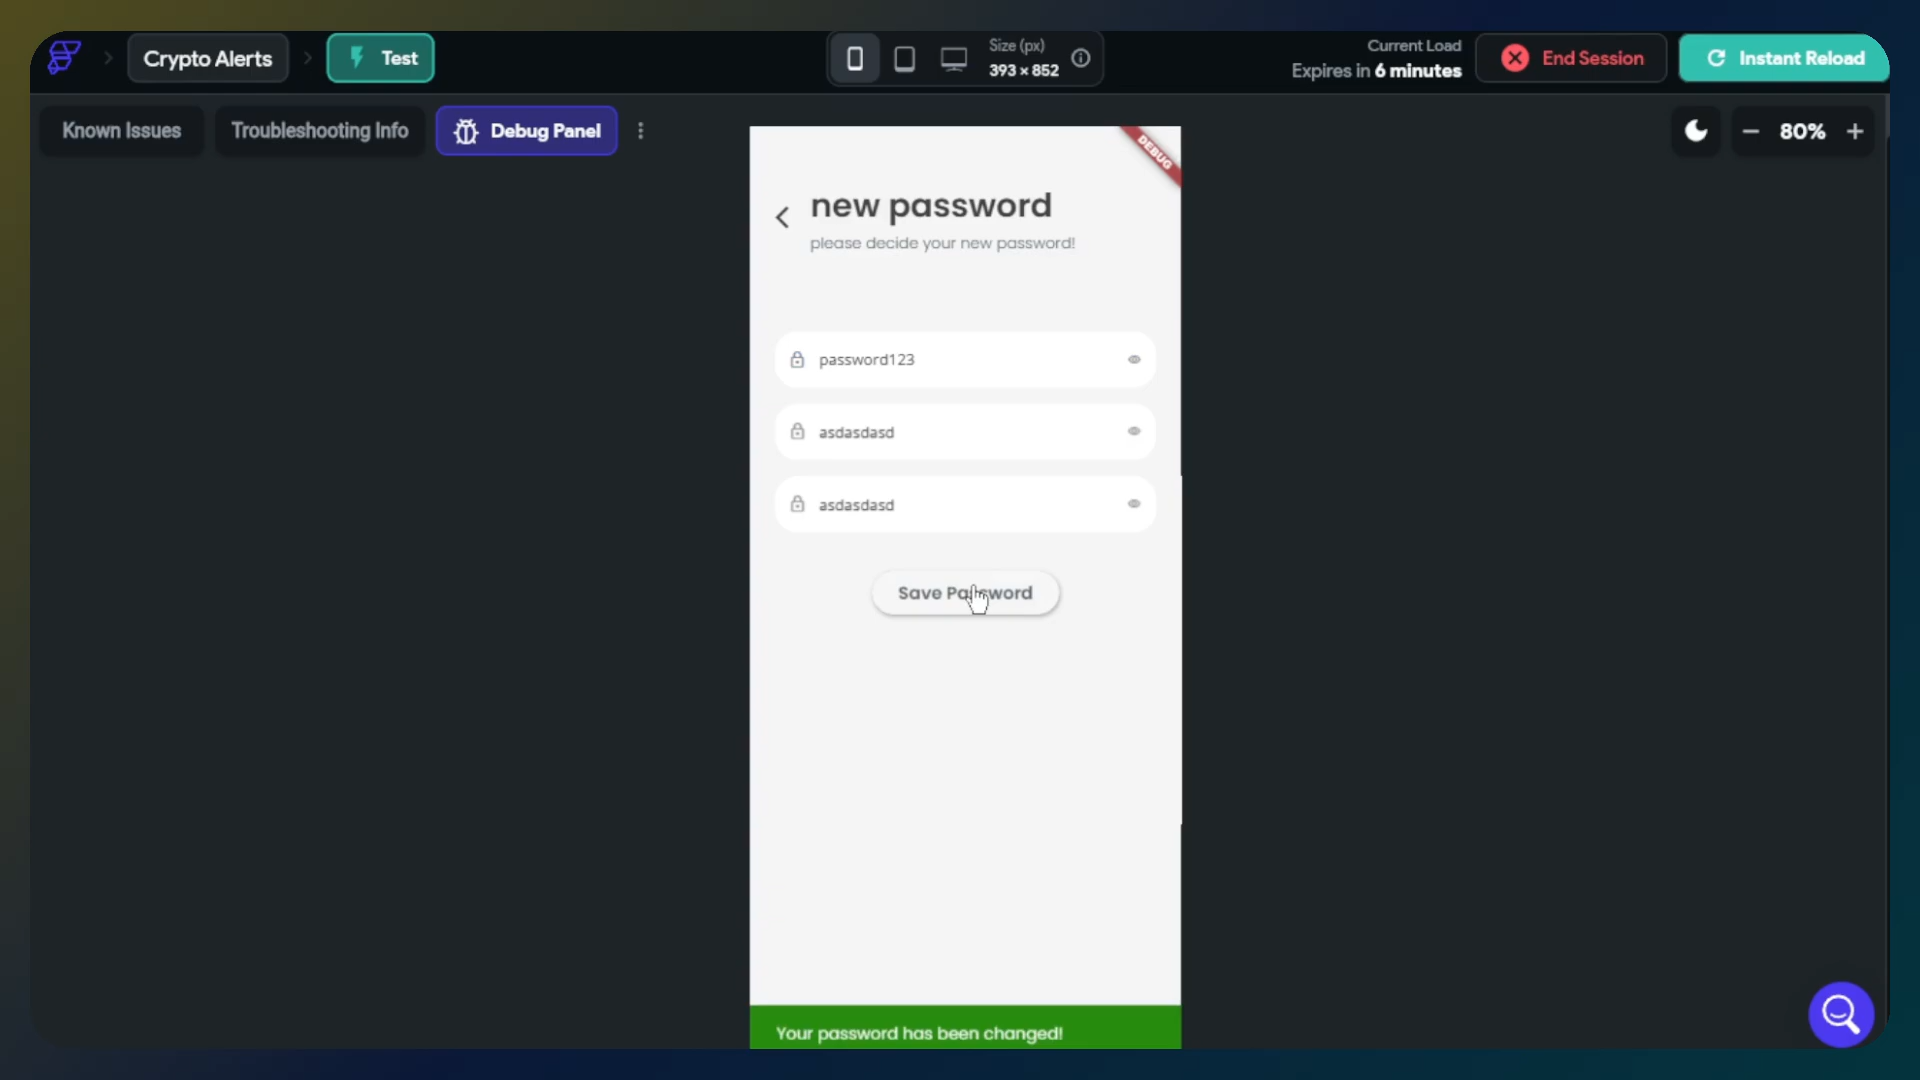 Crypto Alerts
Test
Size (px)
393 × 852
Current Load
Expires in 6 minutes
End Session
Instant Reload
Known Issues
Troubleshooting Info
Debug Panel
80%
DEBUG
new password
please decide your new password!
password123
asdasdasd
asdasdasd
Save Password
Your password has been changed!